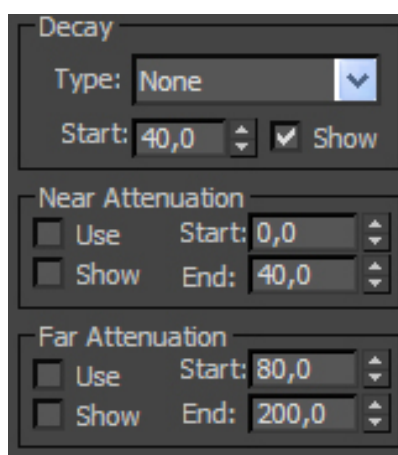 Decay
Type: None
Start: 40,0 Show
Near Attenuation
Use Start: 0,0
Show End: 40,0
Far Attenuation
Use Start: 80,0
Show End: 200,0